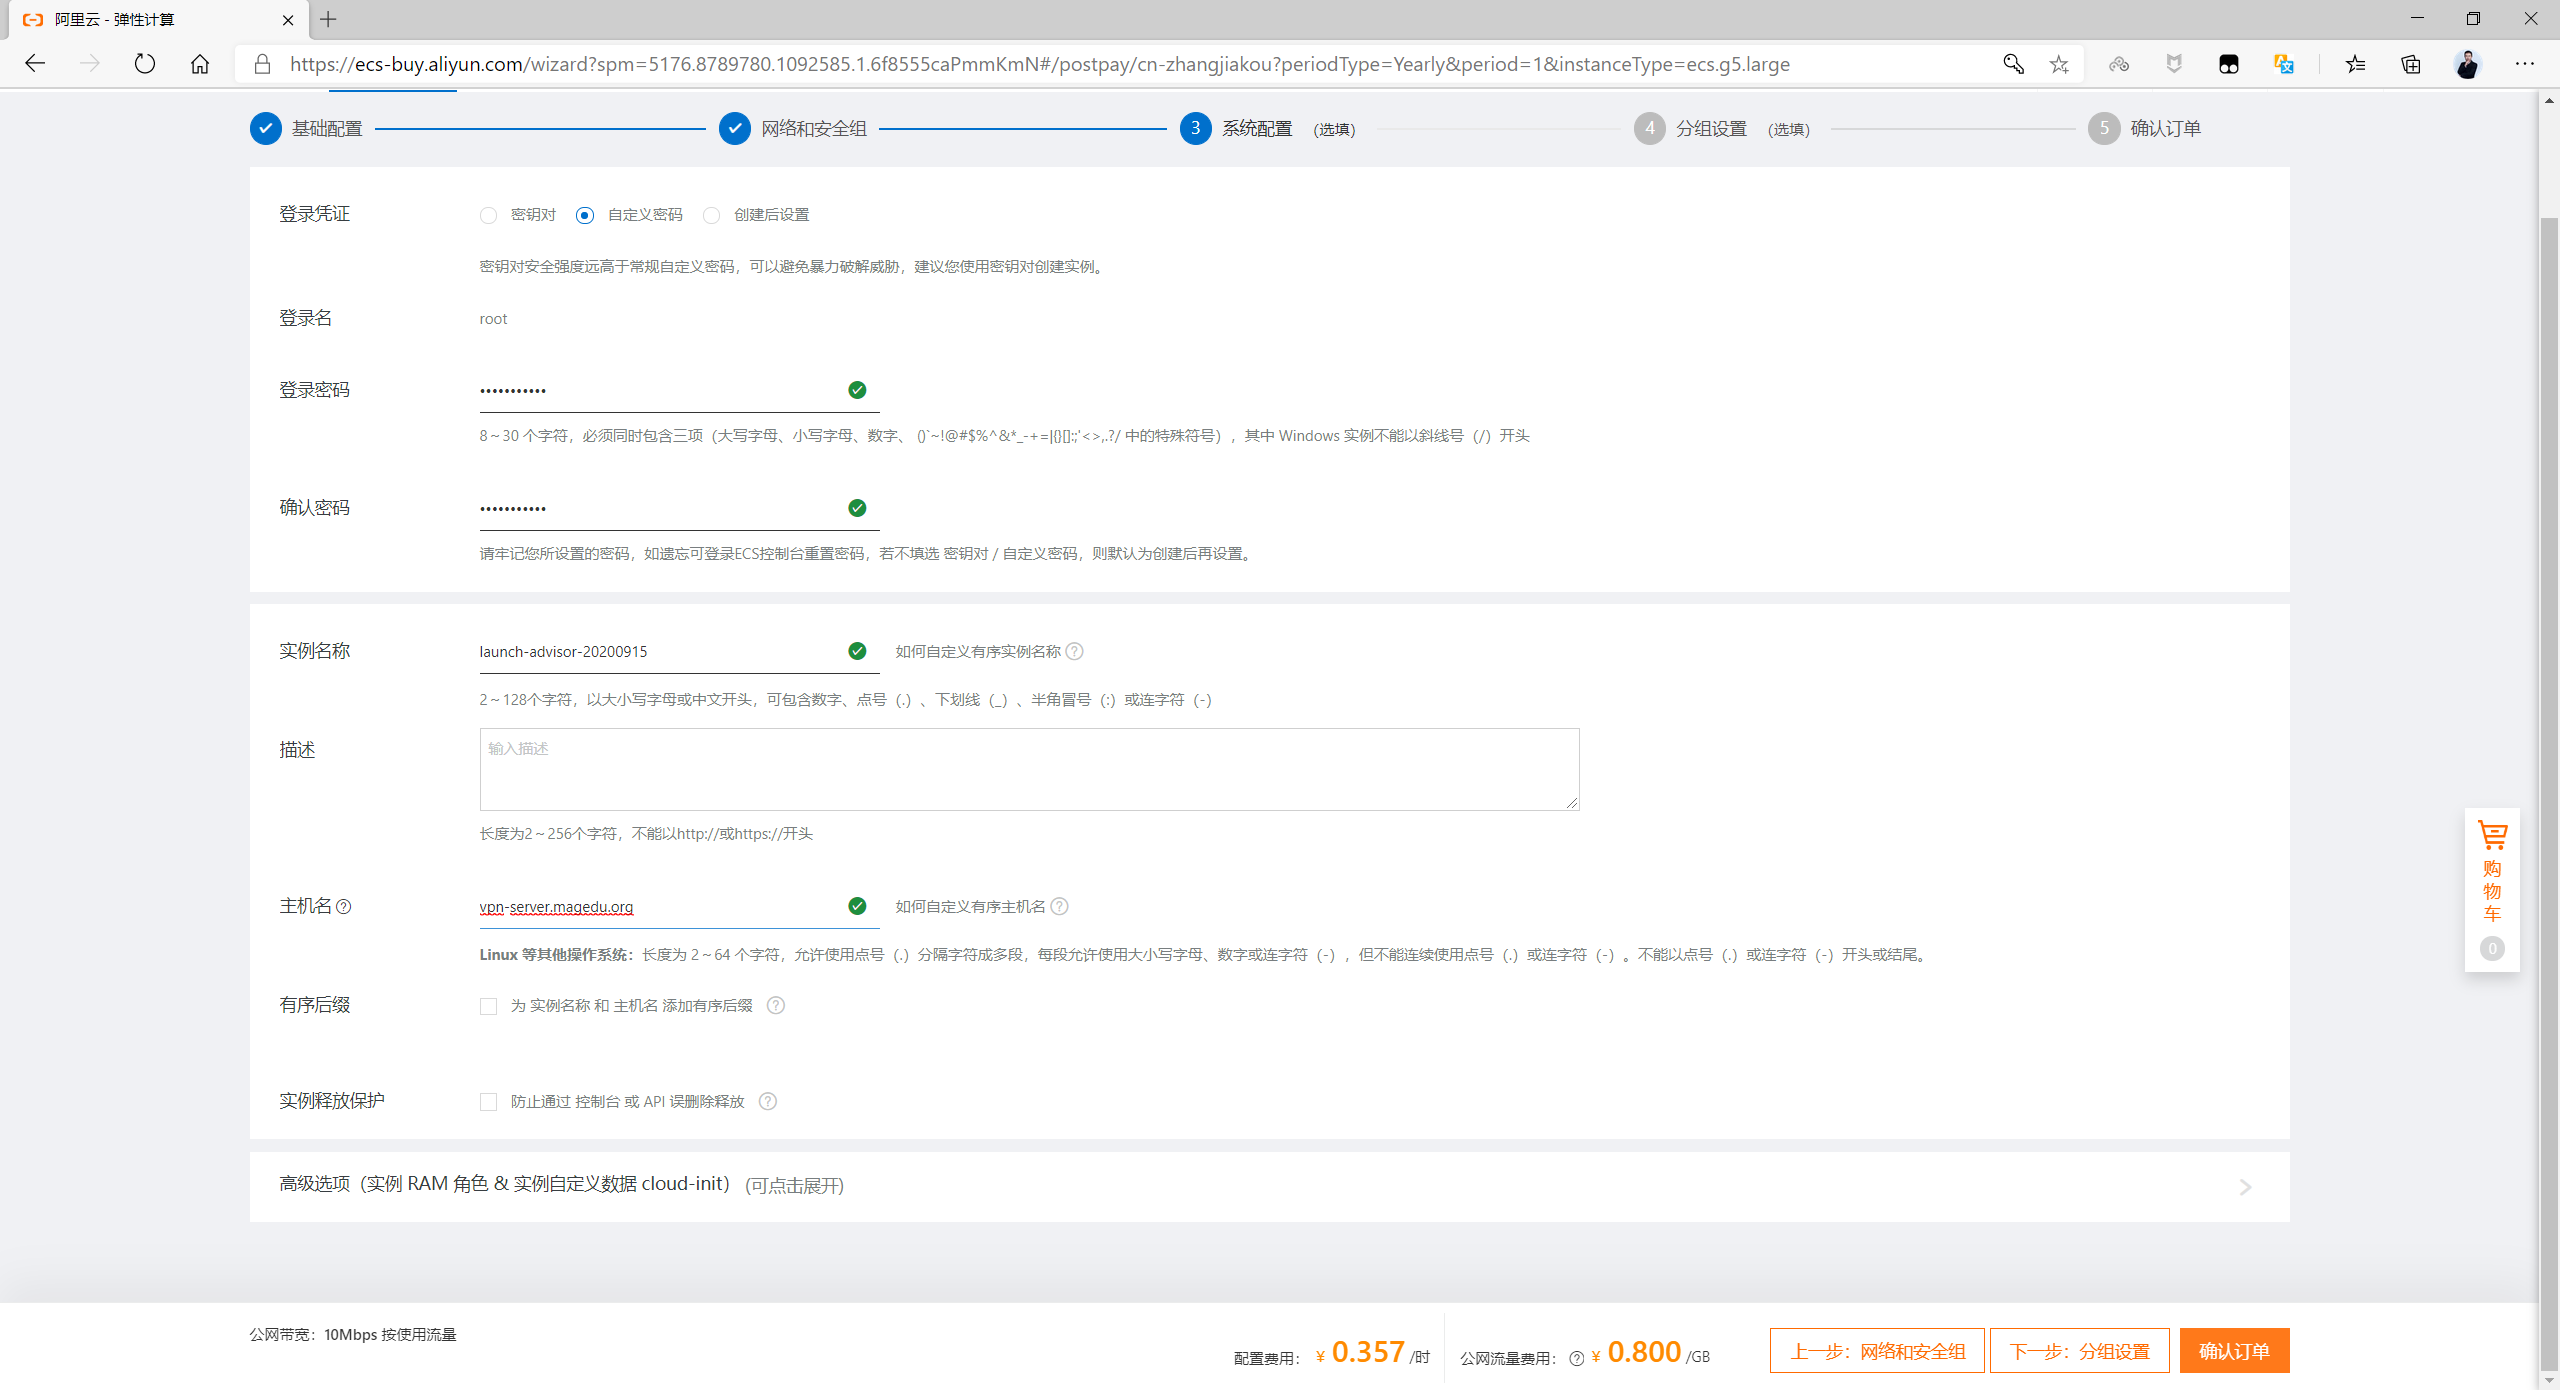 阿里云 - 弹性计算
https://ecs-buy.aliyun.com/wizard?spm=5176.8789780.1092585.1.6f8555caPmmKmN#/postpay/cn-zhangjiakou?periodType=Yearly&period=1&instanceType=ecs.g5.large
基础配置 网络和安全组 3 系统配置 (选填) 4 分组设置 (选填) 5 确认订单
登录凭证 密钥对 自定义密码 创建后设置
密钥对安全强度远高于常规自定义密码，可以避免暴力破解威胁，建议您使用密钥对创建实例。
登录名 root
登录密码 •••••••••••
8～30 个字符，必须同时包含三项（大写字母、小写字母、数字、 ()`~!@#$%^&*_-+=|{}[]:;'<>,.?/ 中的特殊符号），其中 Windows 实例不能以斜线号（/）开头
确认密码 •••••••••••
请牢记您所设置的密码，如遗忘可登录ECS控制台重置密码，若不填选 密钥对 / 自定义密码，则默认为创建后再设置。
实例名称 launch-advisor-20200915 如何自定义有序实例名称 ?
2～128个字符，以大小写字母或中文开头，可包含数字、点号（.）、下划线（_）、半角冒号（:）或连字符（-）
描述 输入描述
长度为2～256个字符，不能以http://或https://开头
主机名 ? vpn-server.magedu.org 如何自定义有序主机名 ?
Linux 等其他操作系统：长度为 2～64 个字符，允许使用点号（.）分隔字符成多段，每段允许使用大小写字母、数字或连字符（-），但不能连续使用点号（.）或连字符（-）。不能以点号（.）或连字符（-）开头或结尾。
有序后缀 为 实例名称 和 主机名 添加有序后缀 ?
实例释放保护 防止通过 控制台 或 API 误删除释放 ?
高级选项（实例 RAM 角色 & 实例自定义数据 cloud-init） (可点击展开)
购
物
车
0
公网带宽：10Mbps 按使用流量
配置费用： ¥ 0.357 /时 公网流量费用： ? ¥ 0.800 /GB 上一步：网络和安全组 下一步：分组设置 确认订单